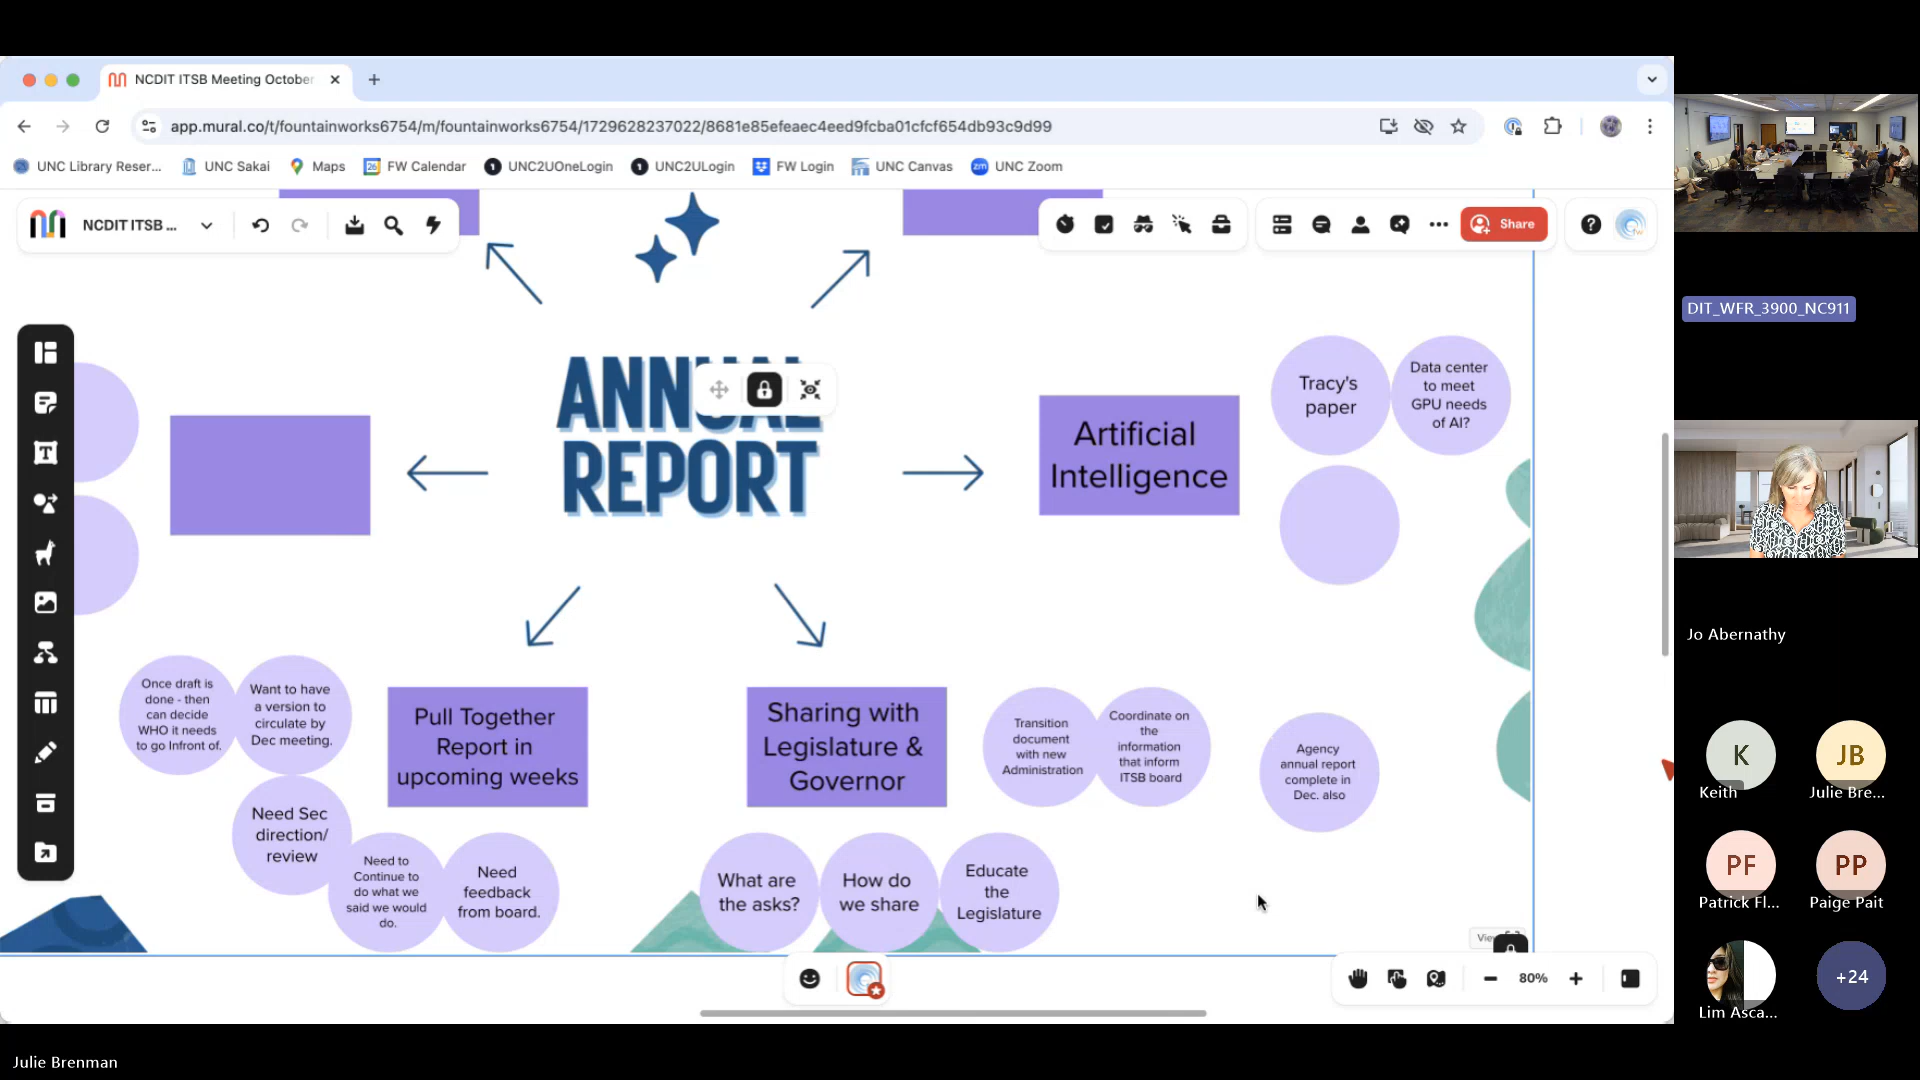 NCDIT ITSB Meeting October
app.mural.co/t/fountainworks6754/m/fountainworks6754/1729628237022/8681e85efeaec4eed9fcba01cfcf654db93c9d99
UNC Library Reser...
UNC Sakai
Maps
FW Calendar
UNC2UOneLogin
UNC2ULogin
FW Login
UNC Canvas
UNC Zoom
NCDIT ITSB ...
Share
DIT_WFR_3900_NC911
ANNUAL
REPORT
Artificial
Intelligence
Tracy's
paper
Data center
to meet
GPU needs
of AI?
Once draft is
done - then
can decide
WHO it needs
to go Infront of.
Want to have
a version to
circulate by
Dec meeting.
Need Sec
direction/
review
Need to
Continue to
do what we
said we would
do.
Need
feedback
from board.
Pull Together
Report in
upcoming weeks
Sharing with
Legislature &
Governor
Transition
document
with new
Administration
Coordinate on
the
information
that inform
ITSB board
Agency
annual report
complete in
Dec. also
What are
the asks?
How do
we share
Educate
the
Legislature
80%
Jo Abernathy
K
Keith
JB
Julie Bre...
PF
Patrick Fl...
PP
Paige Pait
Lim Asca...
+24
Julie Brenman